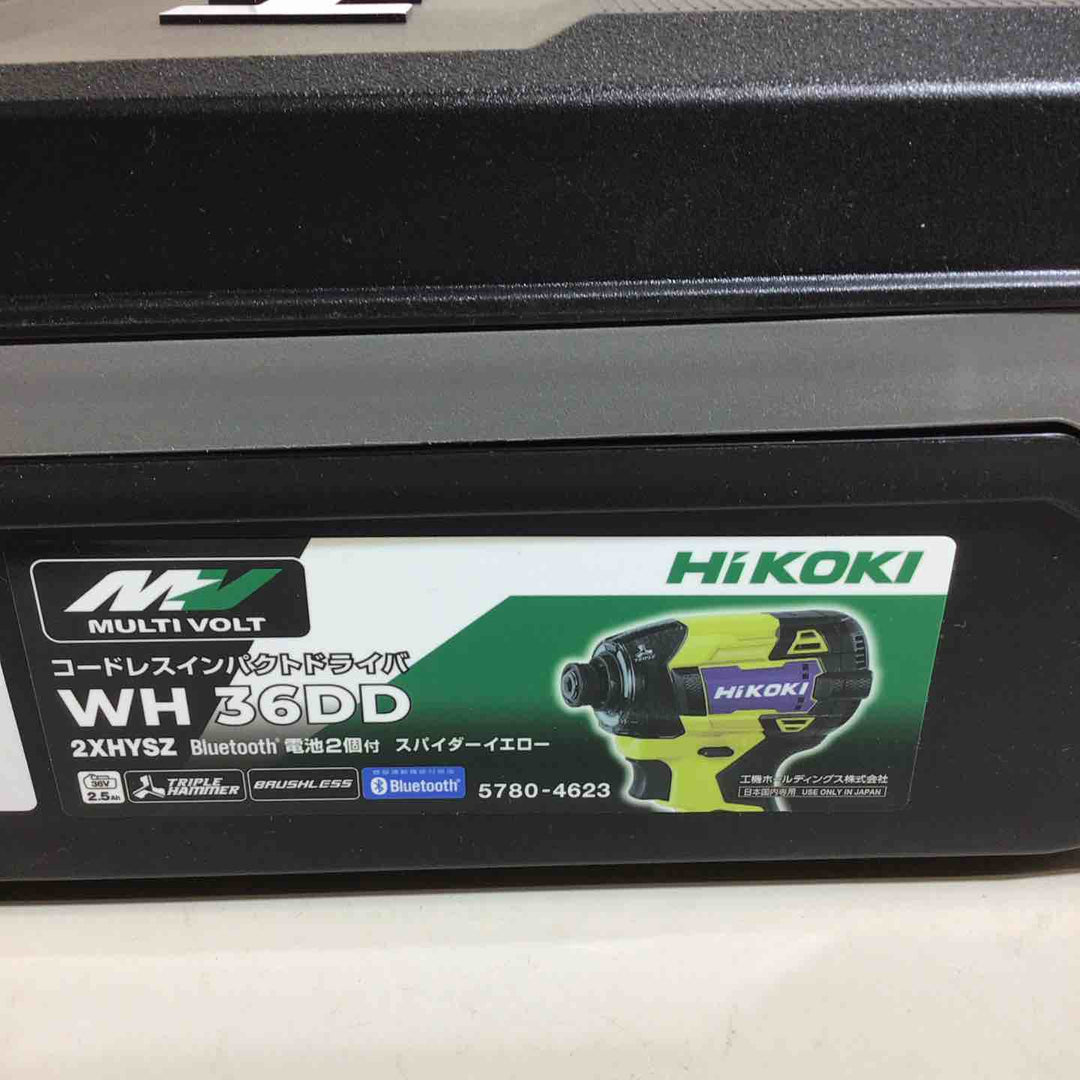 MV
MULTI VOLT
HiKOKI
コードレスインパクトドライバ
WH 36DD
2XHYSZ Bluetooth® 電池2個付 スパイダーイエロー
36V
2.5Ah
TRIPLE HAMMER
BRUSHLESS
Bluetooth®
5780-4623
TRIPLE
HiKOKI
工機ホールディングス株式会社
日本国内専用 USE ONLY IN JAPAN